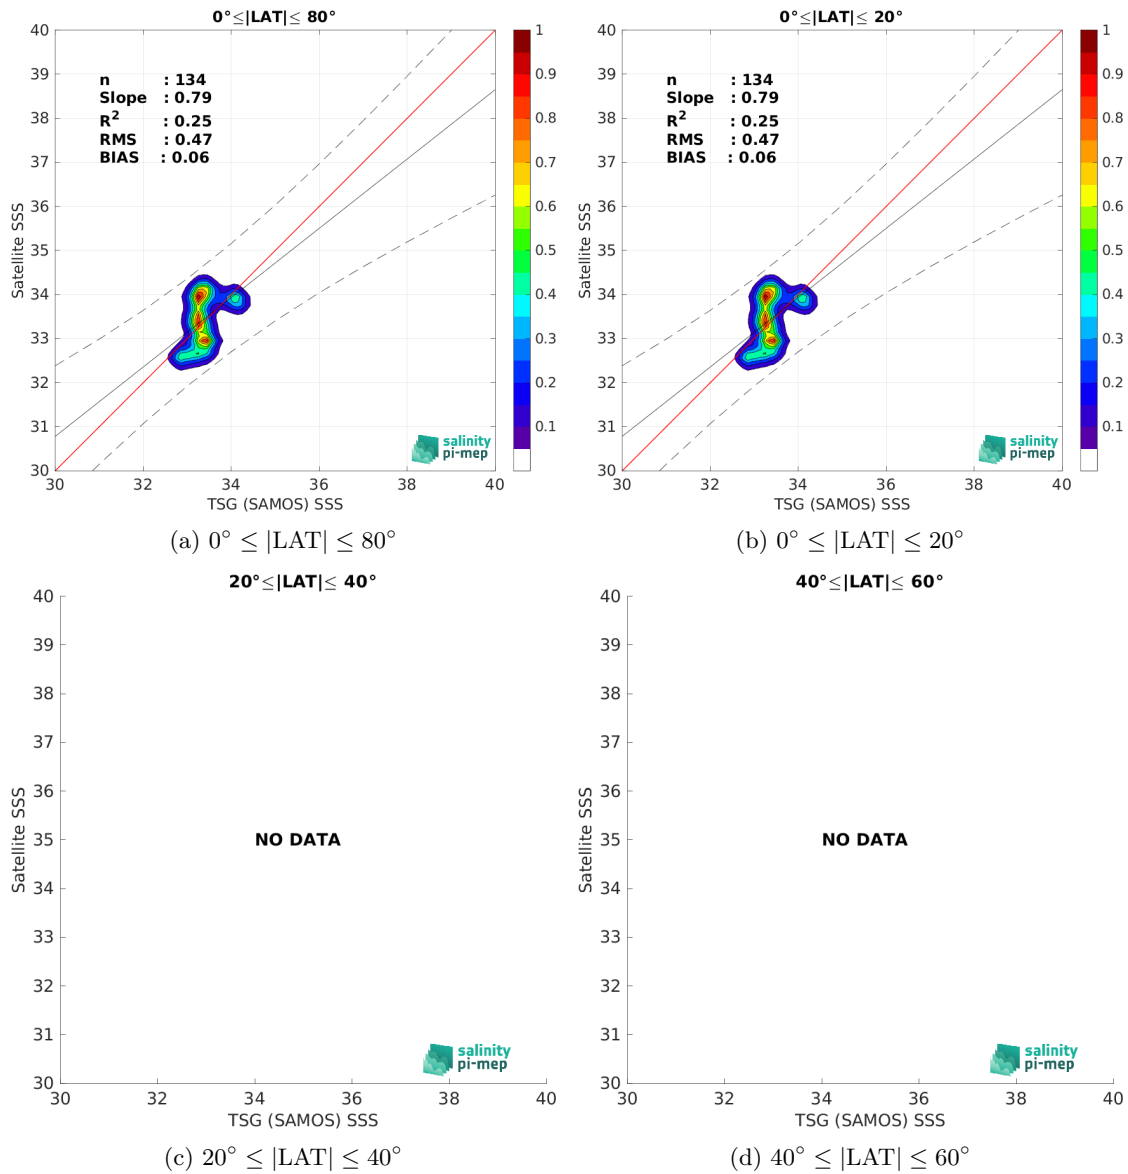 0°≤|LAT|≤ 80°
40
39
38
37
36
35
34
33
32
31
30
Satellite SSS
n : 134
Slope : 0.79
R² : 0.25
RMS : 0.47
BIAS : 0.06
1
0.9
0.8
0.7
0.6
0.5
0.4
0.3
0.2
0.1
salinity
pi-mep
30 32 34 36 38 40
TSG (SAMOS) SSS
(a) 0° ≤ |LAT| ≤ 80°
0°≤|LAT|≤ 20°
40
39
38
37
36
35
34
33
32
31
30
Satellite SSS
n : 134
Slope : 0.79
R² : 0.25
RMS : 0.47
BIAS : 0.06
1
0.9
0.8
0.7
0.6
0.5
0.4
0.3
0.2
0.1
salinity
pi-mep
30 32 34 36 38 40
TSG (SAMOS) SSS
(b) 0° ≤ |LAT| ≤ 20°
20°≤|LAT|≤ 40°
40
39
38
37
36
35
34
33
32
31
30
Satellite SSS
NO DATA
salinity
pi-mep
30 32 34 36 38 40
TSG (SAMOS) SSS
(c) 20° ≤ |LAT| ≤ 40°
40°≤|LAT|≤ 60°
40
39
38
37
36
35
34
33
32
31
30
Satellite SSS
NO DATA
salinity
pi-mep
30 32 34 36 38 40
TSG (SAMOS) SSS
(d) 40° ≤ |LAT| ≤ 60°